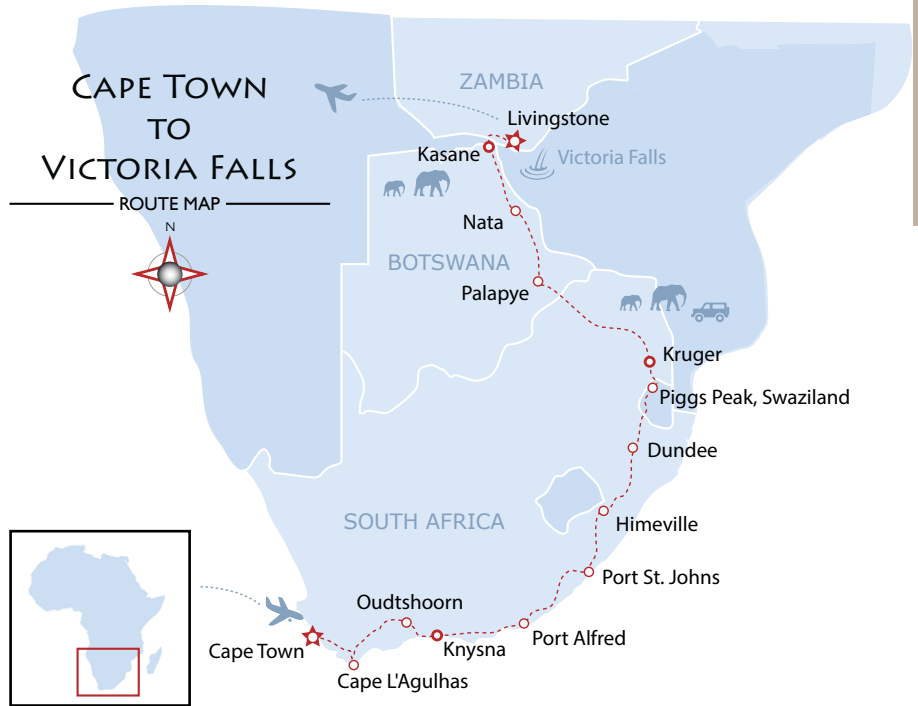 CAPE TOWN
TO
VICTORIA FALLS
ROUTE MAP
N
ZAMBIA
Livingstone
Kasane
Victoria Falls
Nata
BOTSWANA
Palapye
Kruger
Piggs Peak, Swaziland
Dundee
SOUTH AFRICA
Himeville
Port St. Johns
Oudtshoorn
Port Alfred
Cape Town
Knysna
Cape L'Agulhas